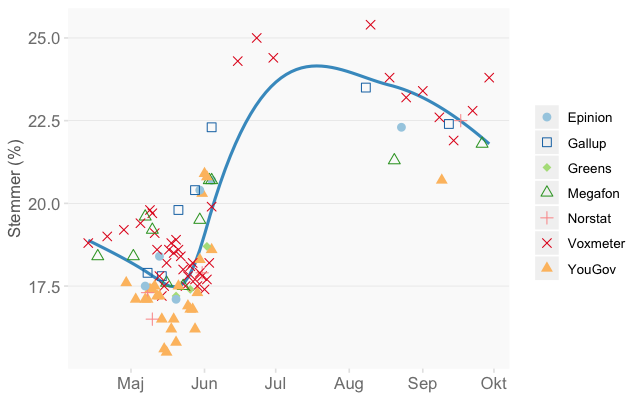 25.0
22.5
20.0
17.5
Stemmer (%)
Maj Jun Jul Aug Sep Okt
Epinion
Gallup
Greens
Megafon
Norstat
Voxmeter
YouGov